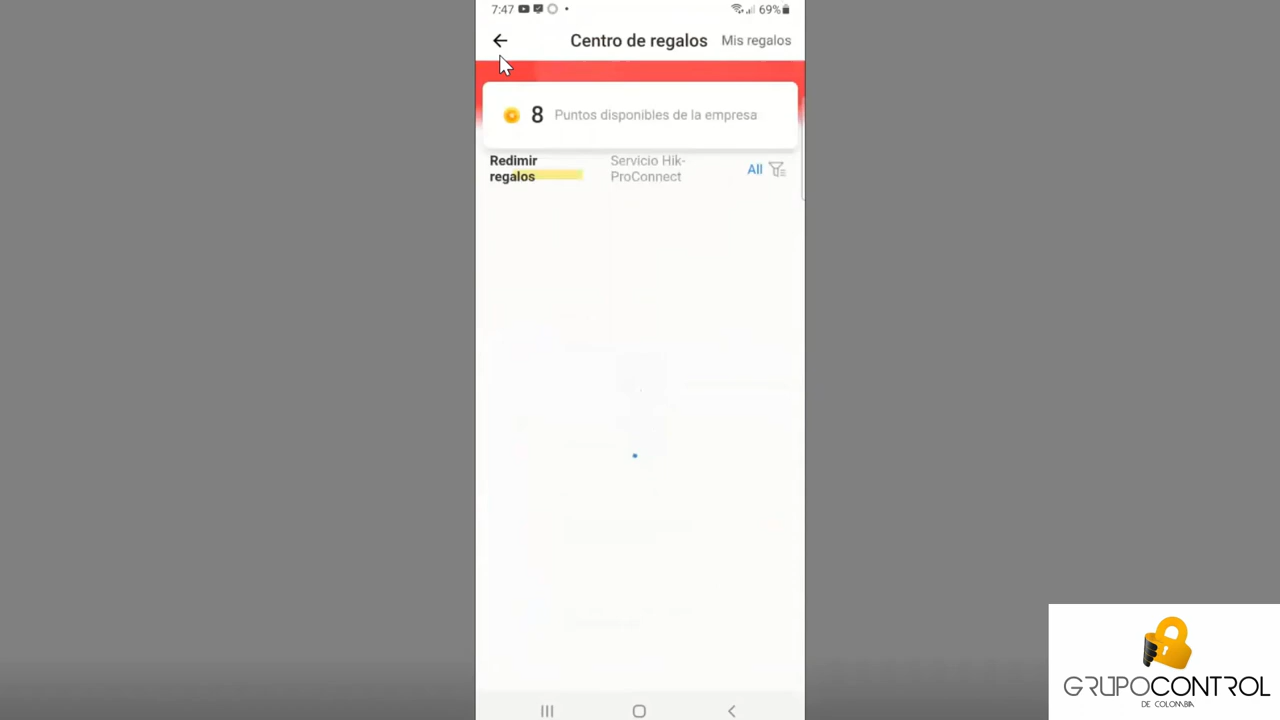 7:47 69%
Centro de regalos Mis regalos
8 Puntos disponibles de la empresa
Redimir
regalos
Servicio Hik-
ProConnect
All
GRUPOCONTROL
DE COLOMBIA